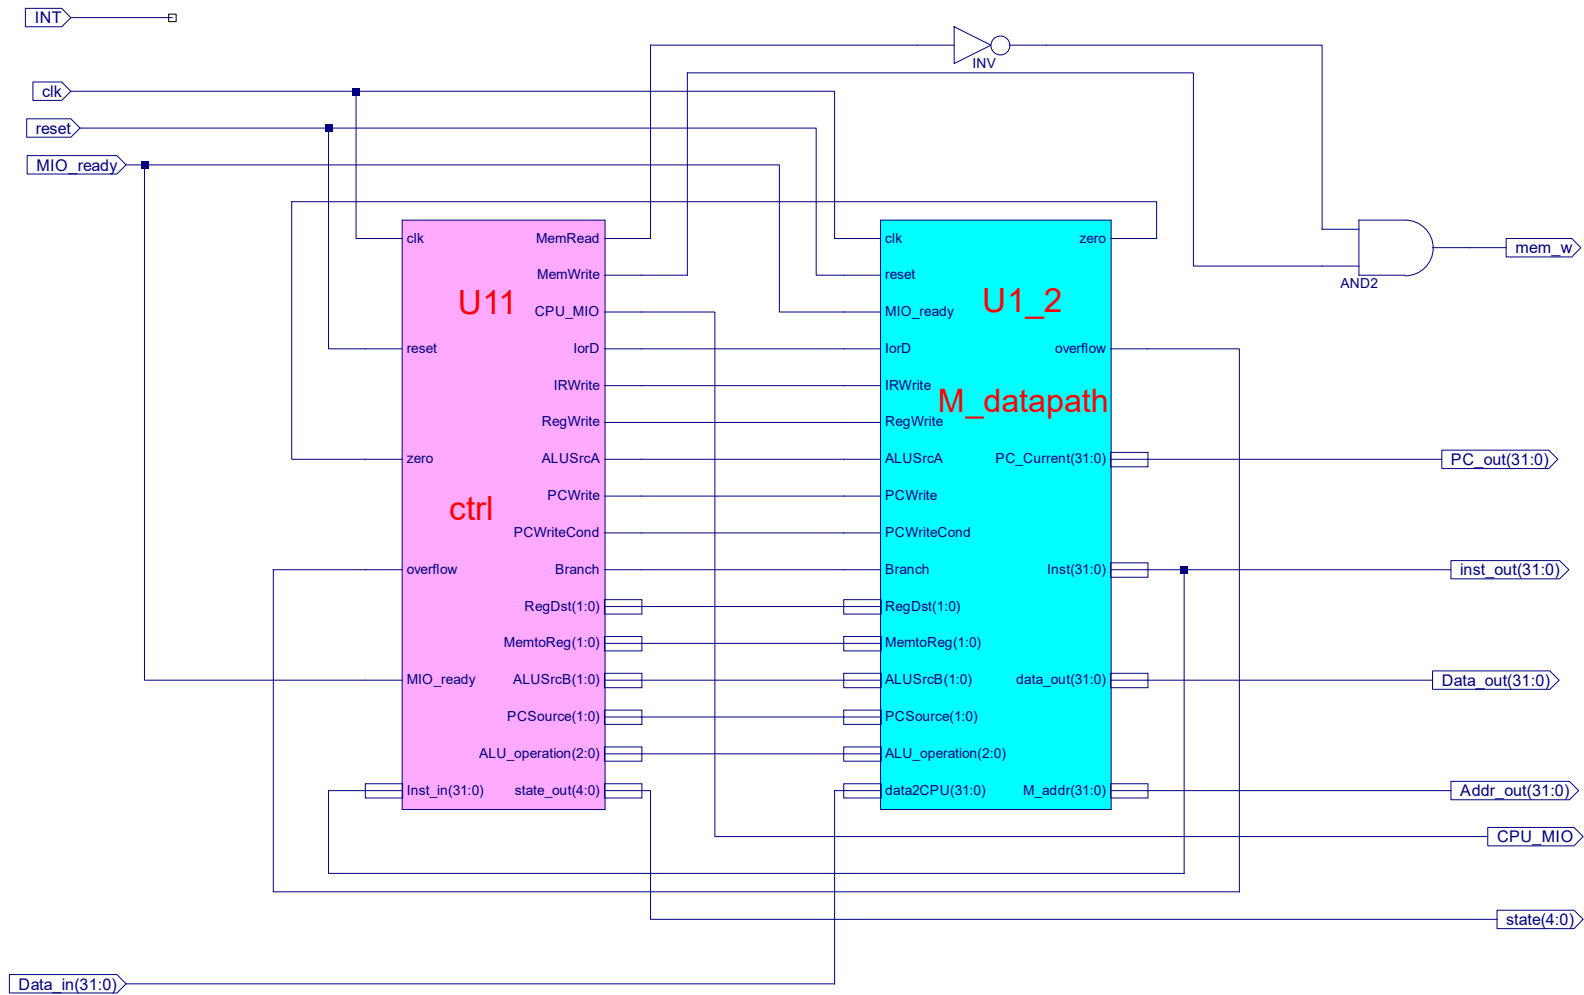 INT
INV
clk
reset
MIO_ready
clk
MemRead
clk
zero
mem_w
MemWrite
reset
AND2
U11
U1_2
CPU_MIO
MIO_ready
reset
IorD
IorD
overflow
IRWrite
IRWrite
M_datapath
RegWrite
RegWrite
zero
ALUSrcA
ALUSrcA
PC_Current(31:0)
PC_out(31:0)
PCWrite
PCWrite
ctrl
PCWriteCond
PCWriteCond
overflow
Branch
Branch
Inst(31:0)
inst_out(31:0)
RegDst(1:0)
RegDst(1:0)
MemtoReg(1:0)
MemtoReg(1:0)
MIO_ready
ALUSrcB(1:0)
ALUSrcB(1:0)
data_out(31:0)
Data_out(31:0)
PCSource(1:0)
PCSource(1:0)
ALU_operation(2:0)
ALU_operation(2:0)
Inst_in(31:0)
state_out(4:0)
data2CPU(31:0)
M_addr(31:0)
Addr_out(31:0)
CPU_MIO
state(4:0)
Data_in(31:0)